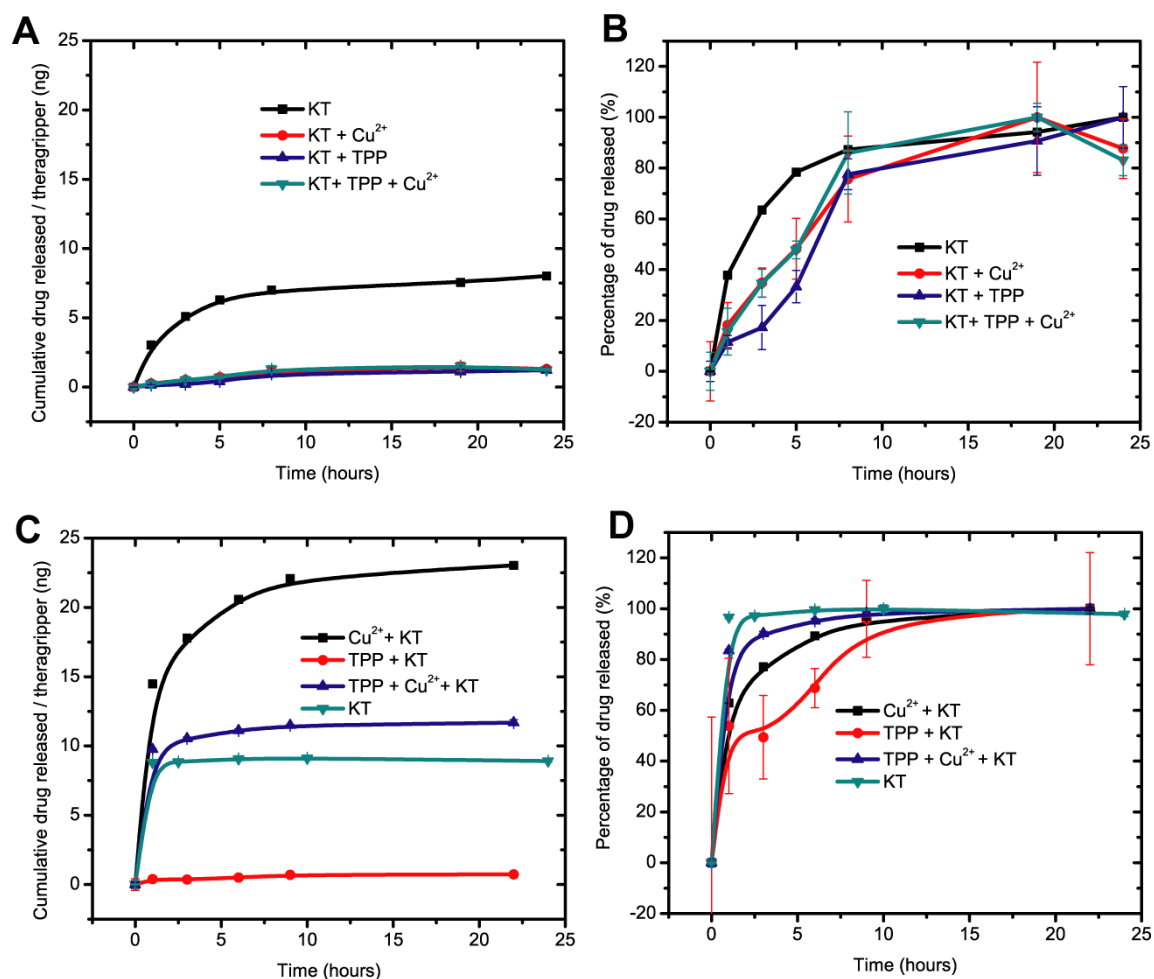 A
Cumulative drug released / theragripper (ng)
25
20
15
10
5
0
KT
KT + Cu²⁺
KT + TPP
KT+ TPP + Cu²⁺
0 5 10 15 20 25
Time (hours)
B
Percentage of drug released (%)
120
100
80
60
40
20
0
-20
KT
KT + Cu²⁺
KT + TPP
KT+ TPP + Cu²⁺
0 5 10 15 20 25
Time (hours)
C
Cumulative drug released / theragripper (ng)
25
20
15
10
5
0
Cu²⁺+ KT
TPP + KT
TPP + Cu²⁺+ KT
KT
0 5 10 15 20 25
Time (hours)
D
Percentage of drug released (%)
120
100
80
60
40
20
0
-20
Cu²⁺ + KT
TPP + KT
TPP + Cu²⁺ + KT
KT
0 5 10 15 20 25
Time (hours)